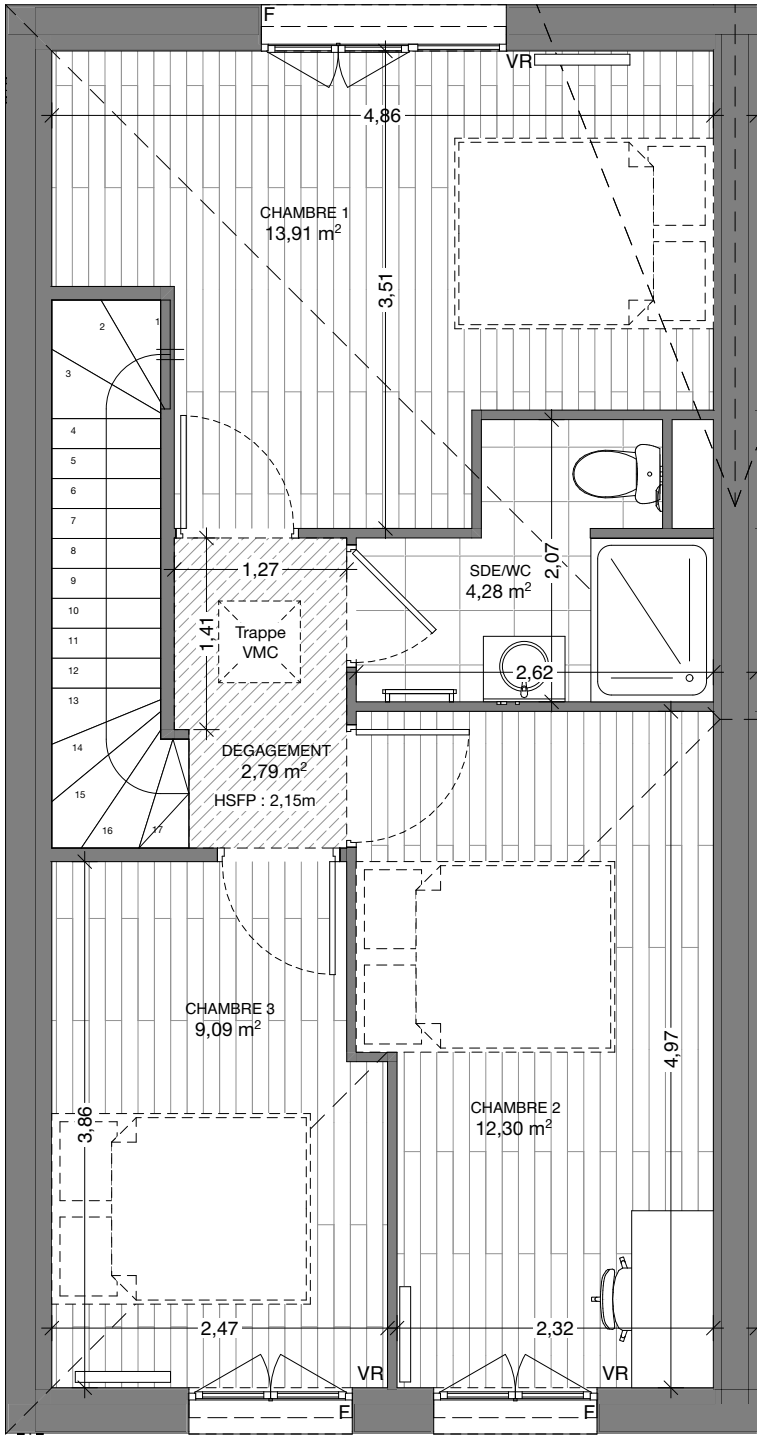 F
VR
4,86
CHAMBRE 1
13,91 m²
3,51
1
2
3
4
5
6
7
8
9
10
11
12
13
14
15
16
17
1,27
1,41
Trappe
VMC
SDE/WC
4,28 m²
2,07
2,62
DEGAGEMENT
2,79 m²
HSFP : 2,15m
CHAMBRE 3
9,09 m²
3,86
CHAMBRE 2
12,30 m²
4,97
2,47
2,32
VR
VR
F
F